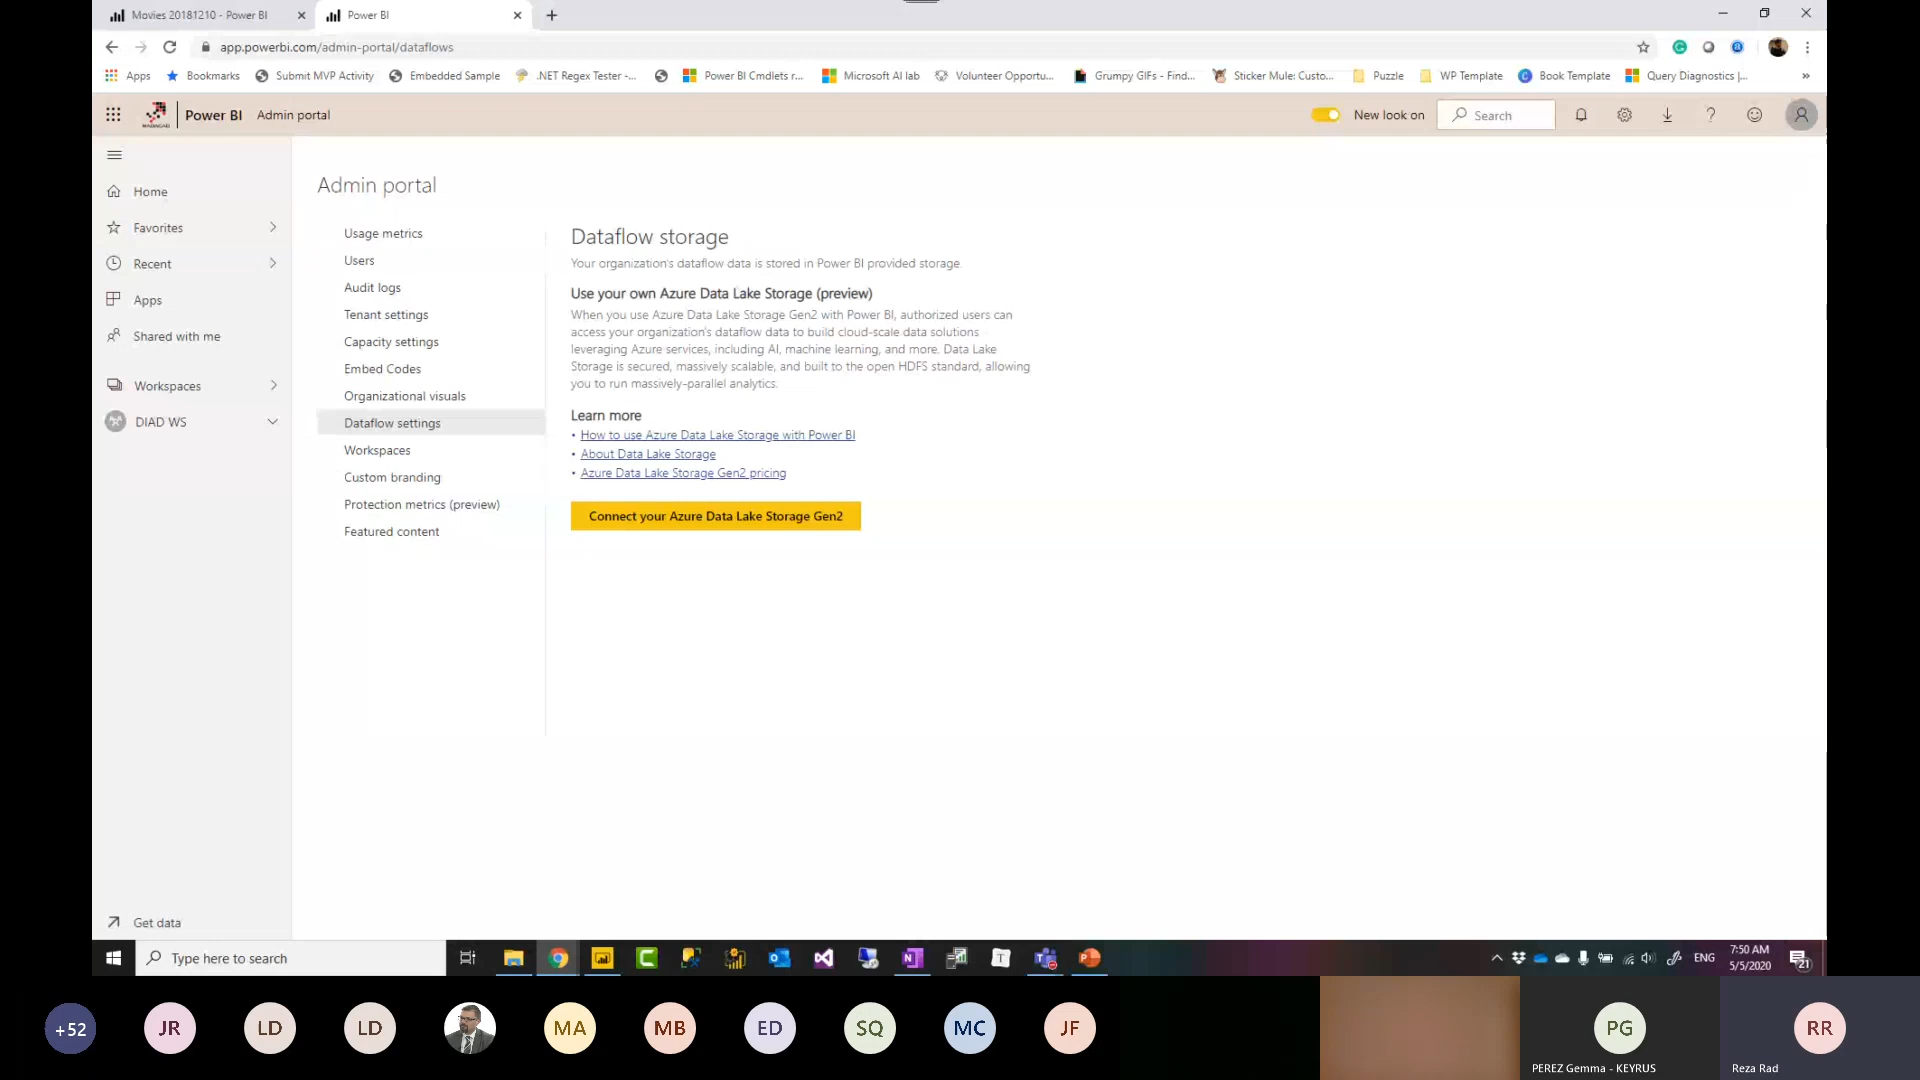 Movies 20181210 - Power BI
Power BI
app.powerbi.com/admin-portal/dataflows
Apps
Bookmarks
Submit MVP Activity
Embedded Sample
.NET Regex Tester -...
Power BI Cmdlets r...
Microsoft AI lab
Volunteer Opportu...
Grumpy GIFs - Find...
Sticker Mule: Custo...
Puzzle
WP Template
Book Template
Query Diagnostics |...
»
Power BI
Admin portal
New look on
Search
Home
Favorites
Recent
Apps
Shared with me
Workspaces
DIAD WS
Get data
Admin portal
Usage metrics
Users
Audit logs
Tenant settings
Capacity settings
Embed Codes
Organizational visuals
Dataflow settings
Workspaces
Custom branding
Protection metrics (preview)
Featured content
Dataflow storage
Your organization's dataflow data is stored in Power BI provided storage.
Use your own Azure Data Lake Storage (preview)
When you use Azure Data Lake Storage Gen2 with Power BI, authorized users can
access your organization's dataflow data to build cloud-scale data solutions
leveraging Azure services, including AI, machine learning, and more. Data Lake
Storage is secured, massively scalable, and built to the open HDFS standard, allowing
you to run massively-parallel analytics.
Learn more
• How to use Azure Data Lake Storage with Power BI
• About Data Lake Storage
• Azure Data Lake Storage Gen2 pricing
Connect your Azure Data Lake Storage Gen2
Type here to search
ENG
7:50 AM
5/5/2020
21
+52
JR
LD
LD
MA
MB
ED
SQ
MC
JF
PG
PEREZ Gemma - KEYRUS
RR
Reza Rad